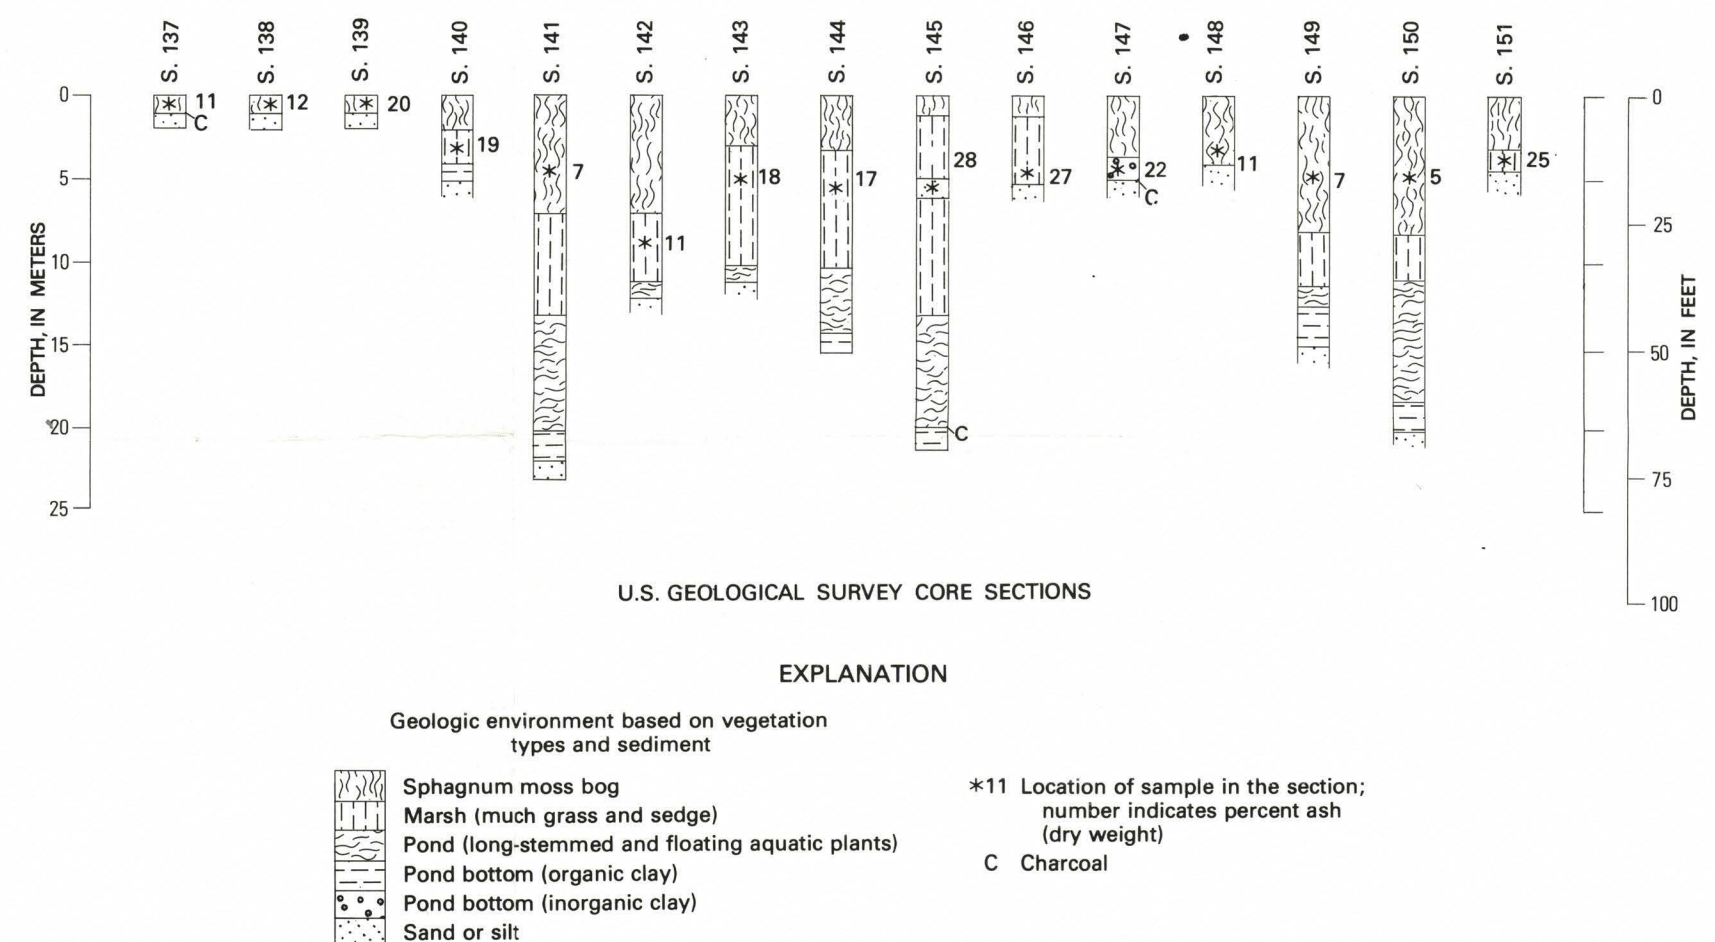 S. 137
S. 138
S. 139
S. 140
S. 141
S. 142
S. 143
S. 144
S. 145
S. 146
S. 147
S. 148
S. 149
S. 150
S. 151
DEPTH, IN METERS
0
5
10
15
20
25
*11
C
*12
*20
*19
*7
*11
*18
*17
28
*
C
*27
*22
C
*11
*7
*5
*25
0
25
50
75
100
DEPTH, IN FEET
U.S. GEOLOGICAL SURVEY CORE SECTIONS
EXPLANATION
Geologic environment based on vegetation
types and sediment
Sphagnum moss bog
Marsh (much grass and sedge)
Pond (long-stemmed and floating aquatic plants)
Pond bottom (organic clay)
Pond bottom (inorganic clay)
Sand or silt
*11 Location of sample in the section;
number indicates percent ash
(dry weight)
C Charcoal